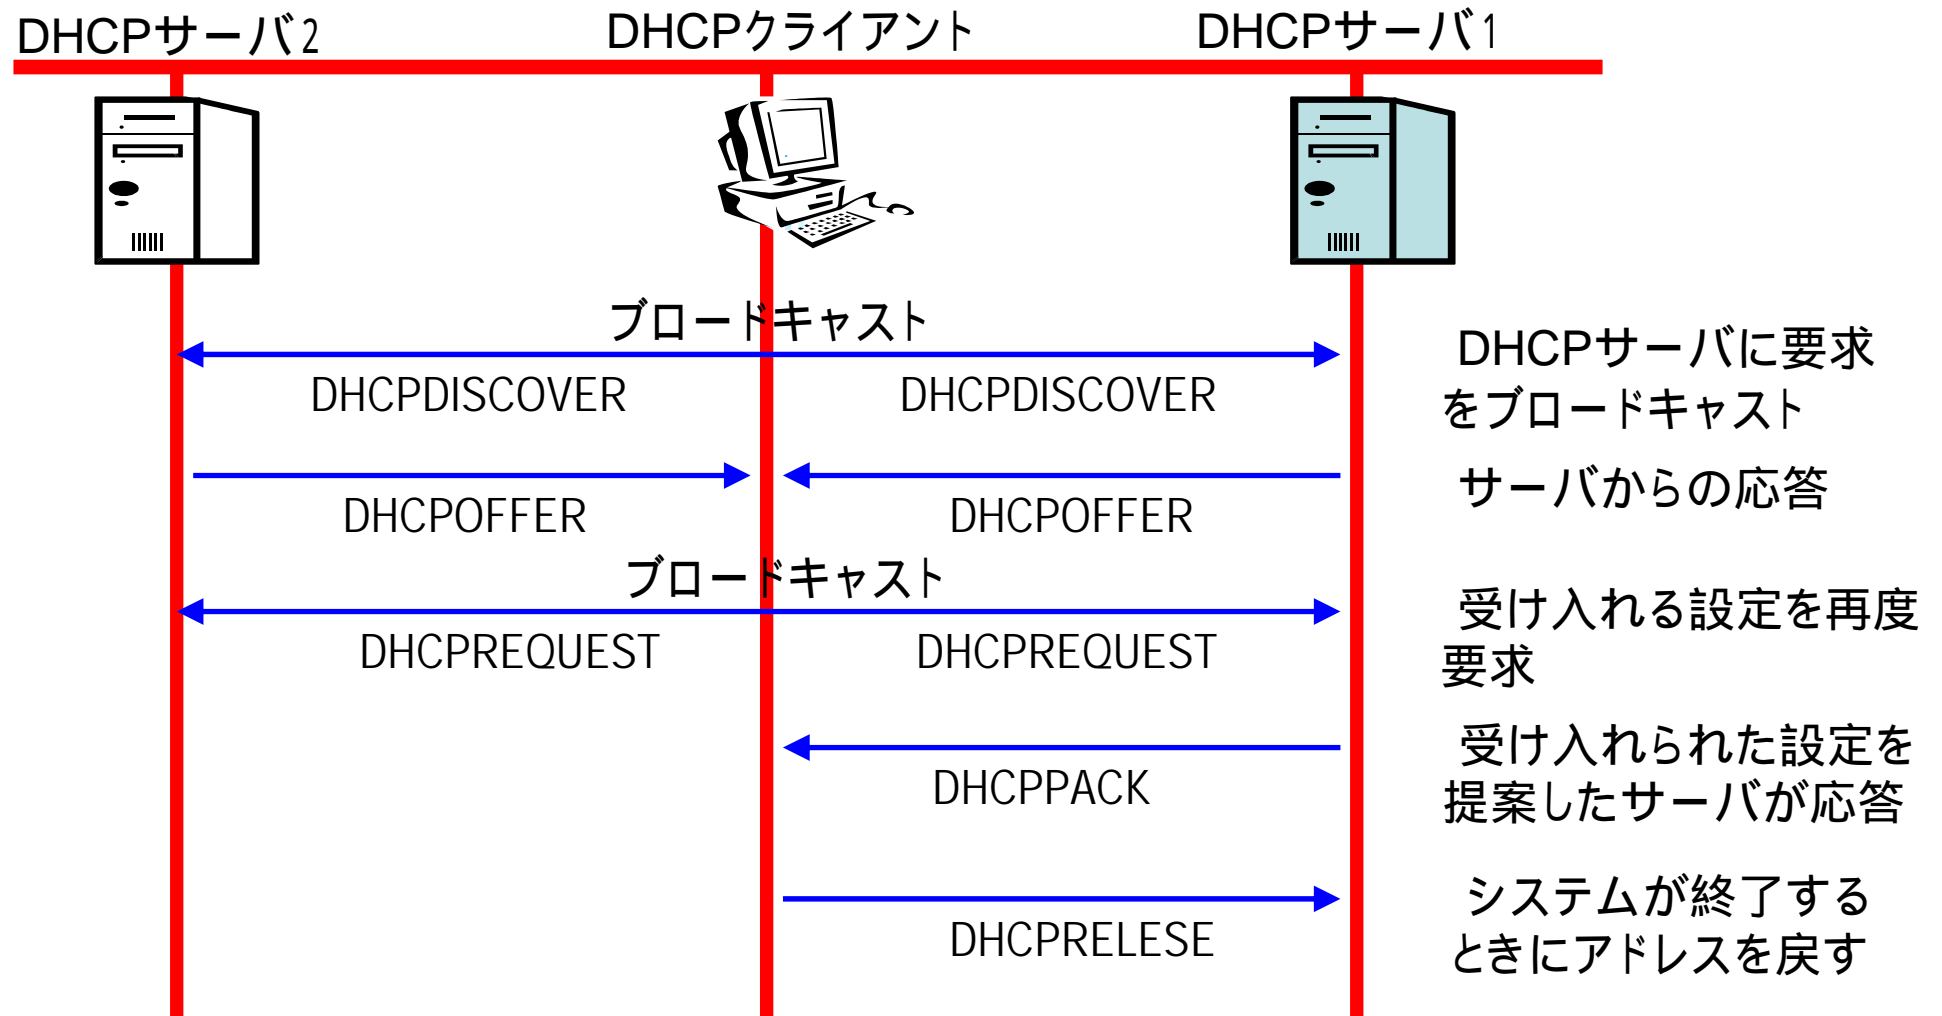 DHCPサーバ2
DHCPクライアント
DHCPサーバ1
ブロードキャスト
DHCPDISCOVER
DHCPDISCOVER
DHCPサーバに要求
をブロードキャスト
DHCPOFFER
DHCPOFFER
サーバからの応答
ブロードキャスト
DHCPREQUEST
DHCPREQUEST
受け入れる設定を再度
要求
DHCPPACK
受け入れられた設定を
提案したサーバが応答
DHCPRELESE
システムが終了する
ときにアドレスを戻す